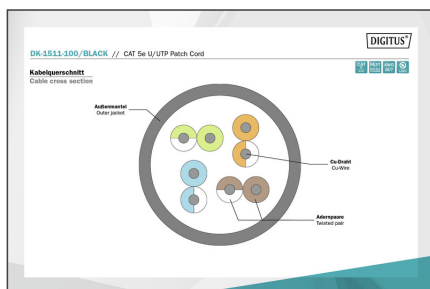 DIGITUS®
DK-1511-100/BLACK // CAT 5e U/UTP Patch Cord
Kabelquerschnitt
Cable cross section
Außenmantel
Outer jacket
Cu-Draht
Cu-Wire
Adernpaare
Twisted pair